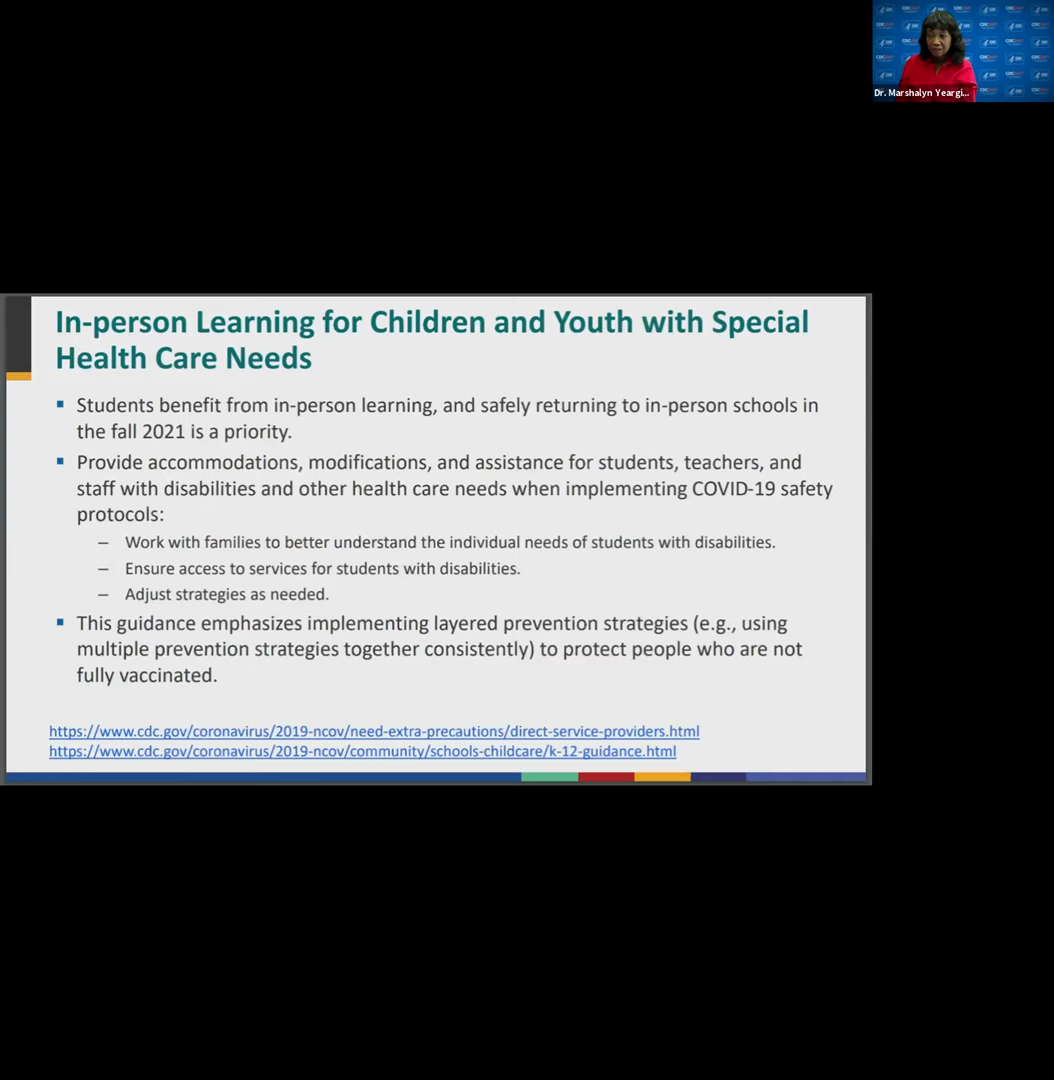 Dr. Marshalyn Yeargi...
In-person Learning for Children and Youth with Special
Health Care Needs
▪ Students benefit from in-person learning, and safely returning to in-person schools in
the fall 2021 is a priority.
▪ Provide accommodations, modifications, and assistance for students, teachers, and
staff with disabilities and other health care needs when implementing COVID-19 safety
protocols:
– Work with families to better understand the individual needs of students with disabilities.
– Ensure access to services for students with disabilities.
– Adjust strategies as needed.
▪ This guidance emphasizes implementing layered prevention strategies (e.g., using
multiple prevention strategies together consistently) to protect people who are not
fully vaccinated.
https://www.cdc.gov/coronavirus/2019-ncov/need-extra-precautions/direct-service-providers.html
https://www.cdc.gov/coronavirus/2019-ncov/community/schools-childcare/k-12-guidance.html